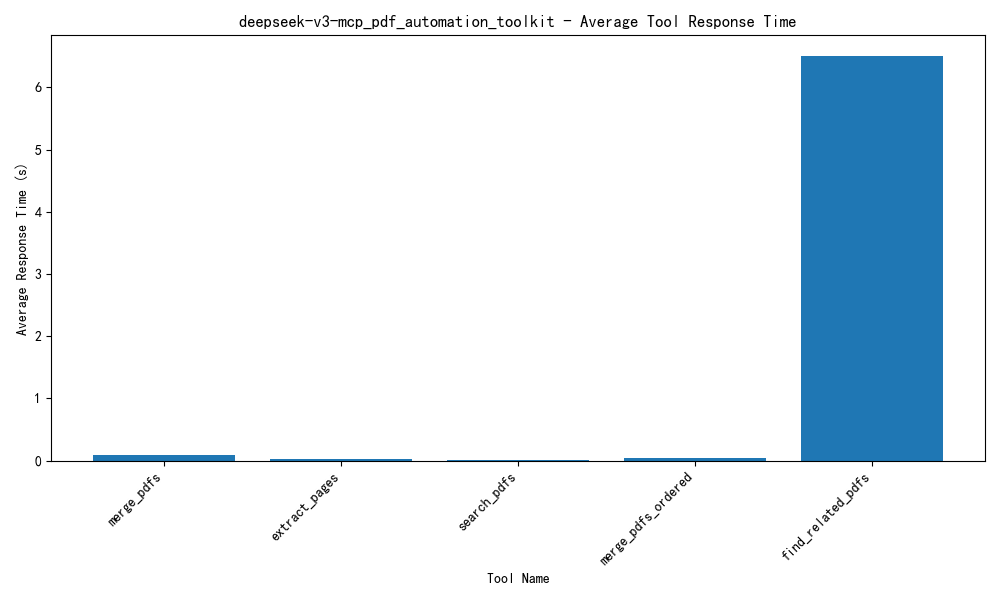 deepseek-v3-mcp_pdf_automation_toolkit - Average Tool Response Time
Average Response Time (s)
6
5
4
3
2
1
0
merge_pdfs
extract_pages
search_pdfs
merge_pdfs_ordered
find_related_pdfs
Tool Name